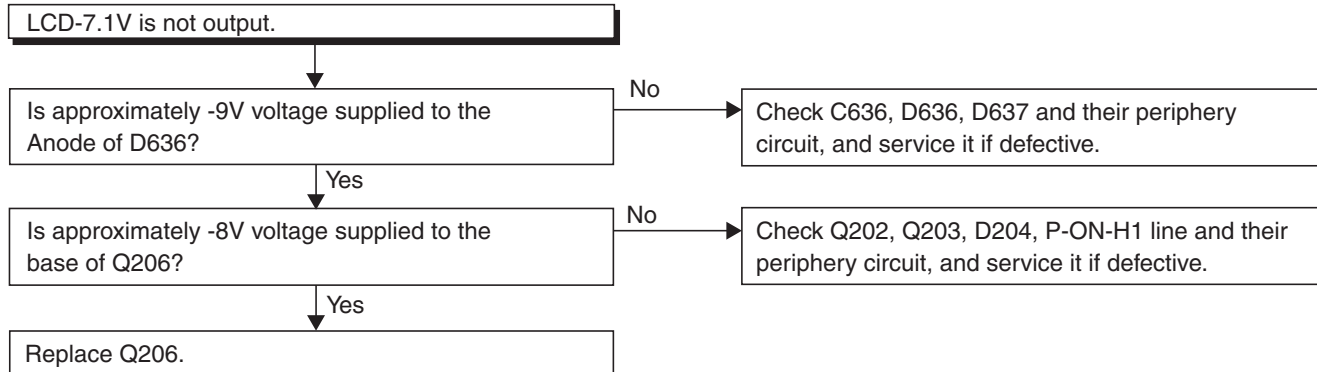 LCD-7.1V is not output.
No
Is approximately -9V voltage supplied to the
Anode of D636?
Check C636, D636, D637 and their periphery
circuit, and service it if defective.
Yes
No
Is approximately -8V voltage supplied to the
base of Q206?
Check Q202, Q203, D204, P-ON-H1 line and their
periphery circuit, and service it if defective.
Yes
Replace Q206.